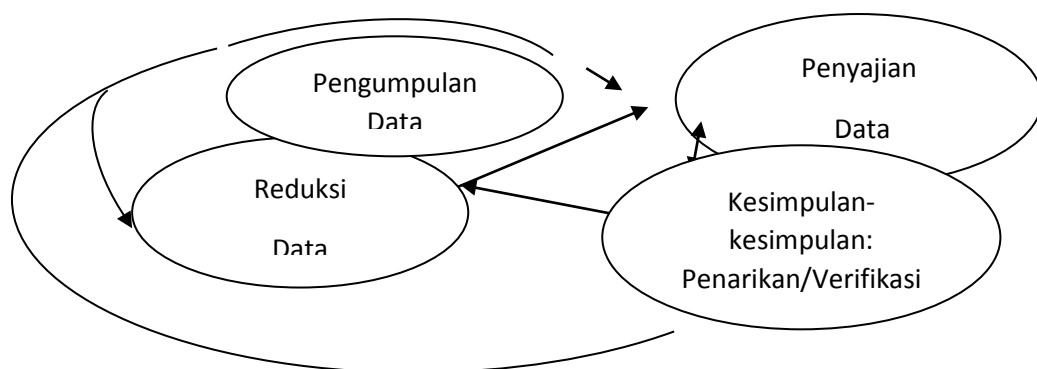 Pengumpulan
Data
Penyajian
Data
Reduksi
Data
Kesimpulan-
kesimpulan:
Penarikan/Verifikasi